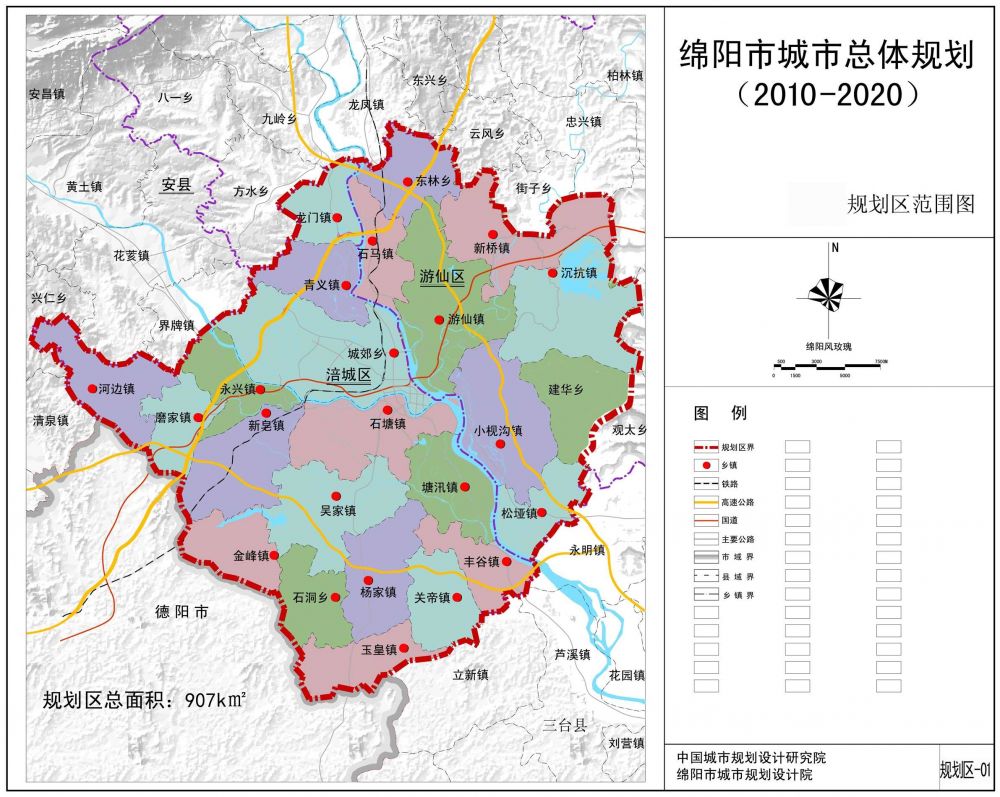 绵阳市城市总体规划
（2010-2020）
规划区范围图
N
绵阳风玫瑰
500 3000 7500M
0 1500 5000
图 例
规划区界
乡镇
铁路
高速公路
国道
主要公路
市域界
县域界
乡镇界
中国城市规划设计研究院
绵阳市城市规划设计院
规划区-01
柏林镇
东兴乡
安昌镇
八一乡
龙凤镇
九岭乡
忠兴镇
云风乡
黄土镇
安县
方水乡
东林乡
街子乡
龙门镇
新桥镇
花荄镇
石马镇
沉抗镇
游仙区
青义镇
兴仁乡
界牌镇
游仙镇
城郊乡
涪城区
河边镇
永兴镇
建华乡
清泉镇
磨家镇
新皂镇
石塘镇
小枧沟镇
观太乡
塘汛镇
吴家镇
松垭镇
永明镇
金峰镇
丰谷镇
德阳市
石洞乡
杨家镇
关帝镇
玉皇镇
芦溪镇
立新镇
花园镇
规划区总面积：907k㎡
三台县
刘营镇